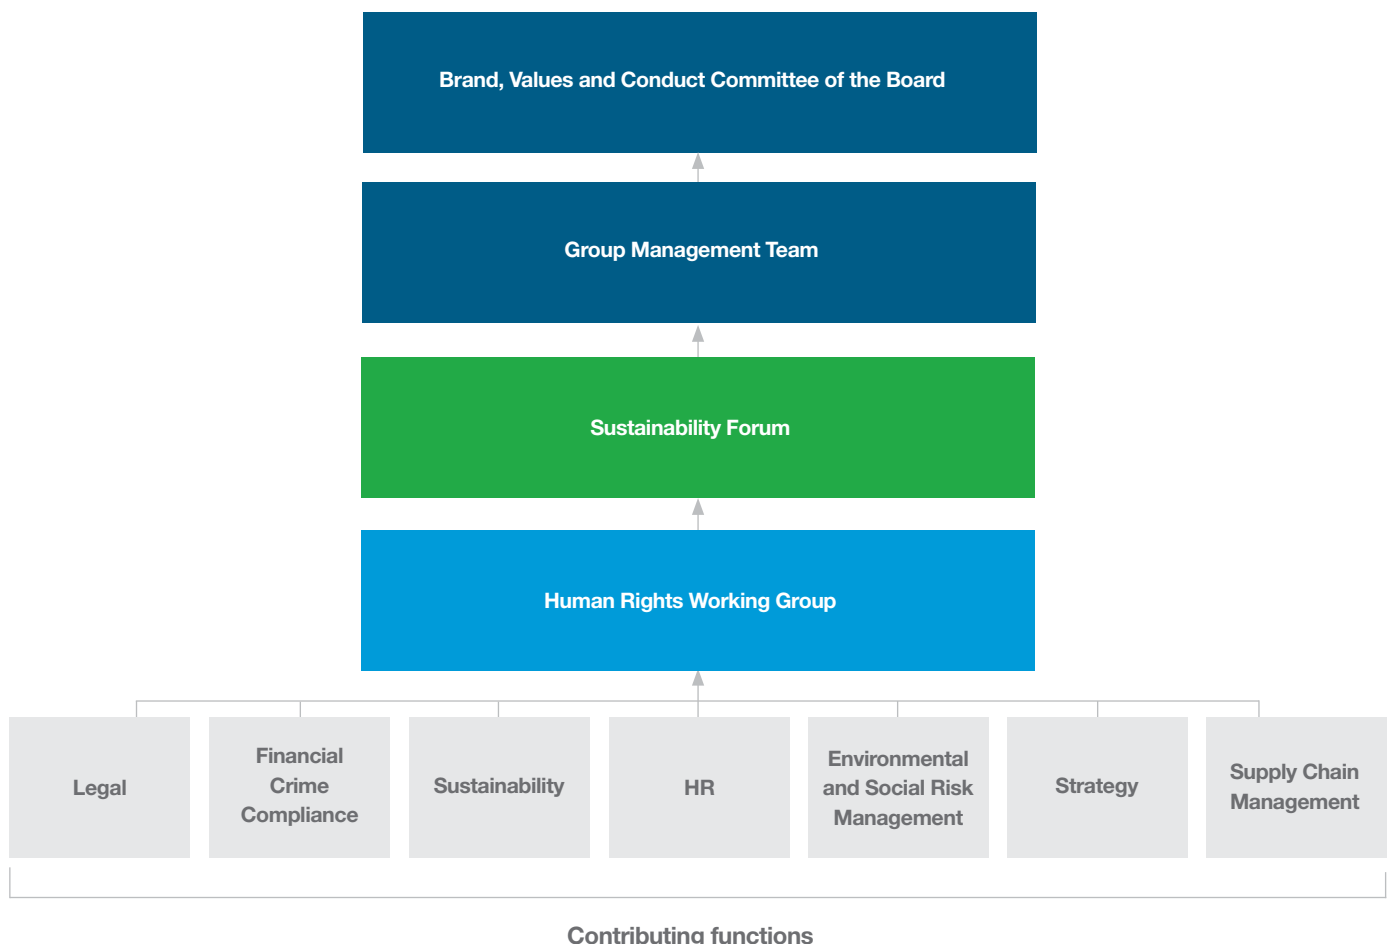 Brand, Values and Conduct Committee of the Board
Group Management Team
Sustainability Forum
Human Rights Working Group
Legal
Financial
Crime
Compliance
Sustainability
HR
Environmental
and Social Risk
Management
Strategy
Supply Chain
Management
Contributing functions